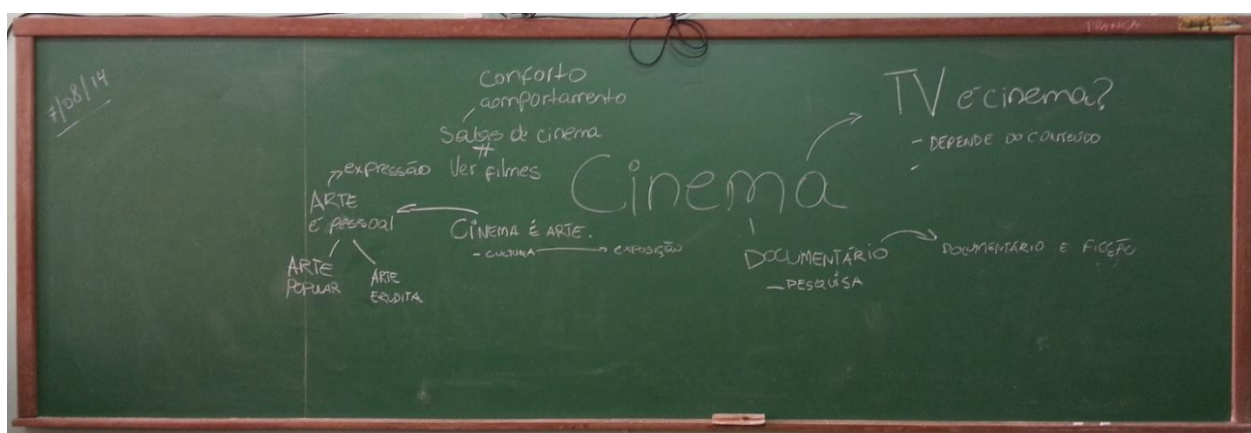 7/08/14
conforto
comportamento
Salas de cinema
≠
Ver filmes
Cinema
TV é cinema?
- DEPENDE DO CONTEÚDO
-
expressão
ARTE
é pessoal
ARTE
POPULAR
ARTE
ERUDITA
CINEMA É ARTE.
- CULTURA → EXPOSIÇÃO
DOCUMENTÁRIO
- PESQUISA
DOCUMENTÁRIO E FICÇÃO